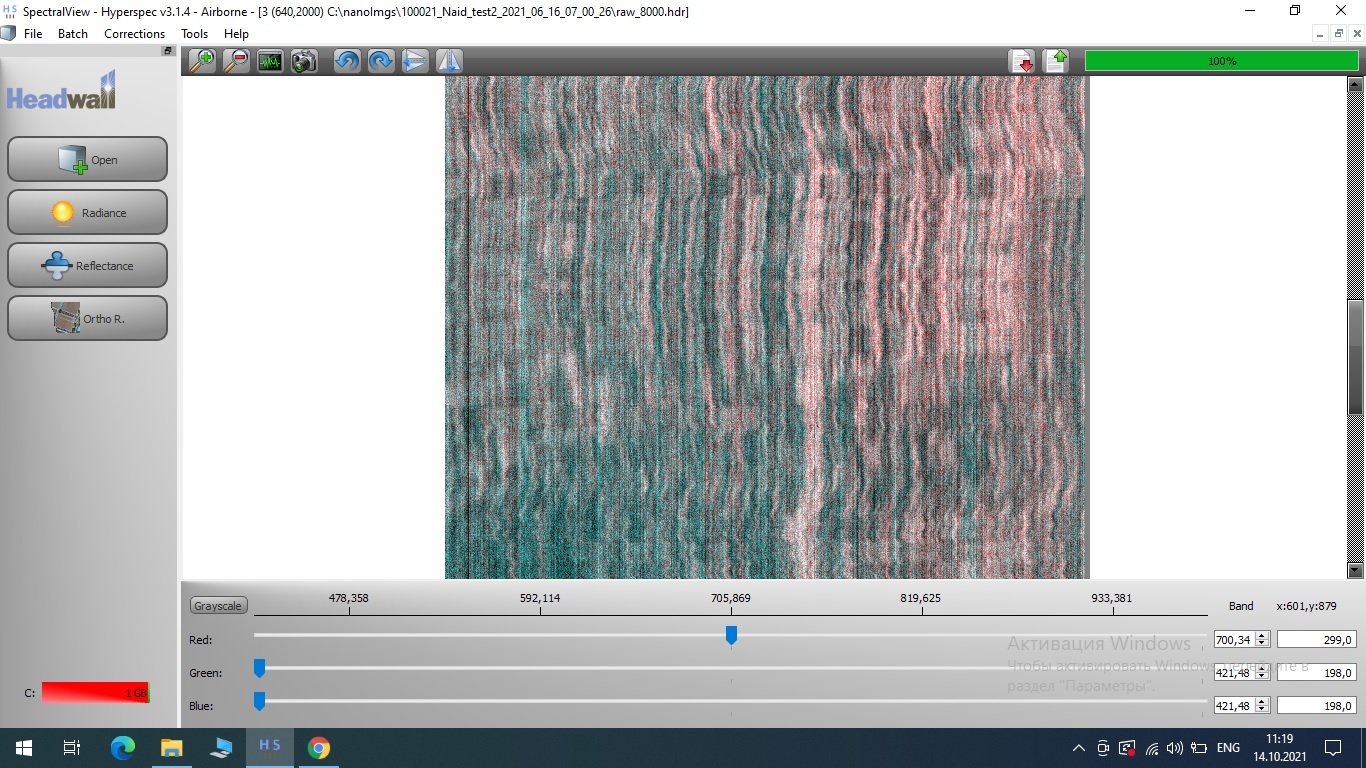 SpectralView - Hyperspec v3.1.4 - Airborne - [3 (640,2000) C:\nanoImgs\100021_Naid_test2_2021_06_16_07_00_26\raw_8000.hdr]
File Batch Corrections Tools Help
100%
Headwall
Open
Radiance
Reflectance
Ortho R.
C: 1 GB
Grayscale 478,358 592,114 705,869 819,625 933,381 Band x:601,y:879
Red: 700,34 299,0
Green: 421,48 198,0
Blue: 421,48 198,0
Активация Windows
Чтобы активировать Windows, перейдите в
раздел "Параметры".
H S ENG 11:19
14.10.2021